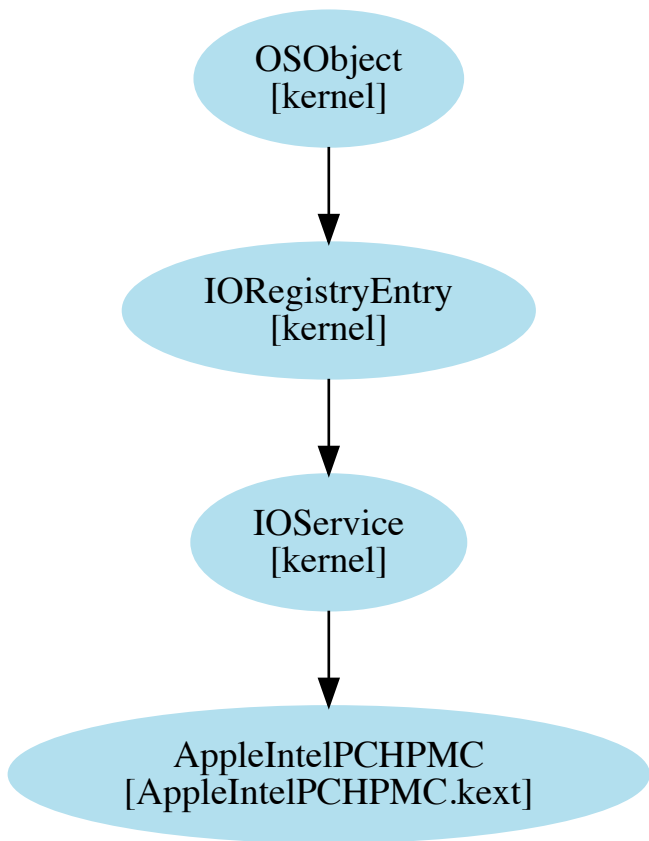 OSObject
[kernel]
IORegistryEntry
[kernel]
IOService
[kernel]
AppleIntelPCHPMC
[AppleIntelPCHPMC.kext]